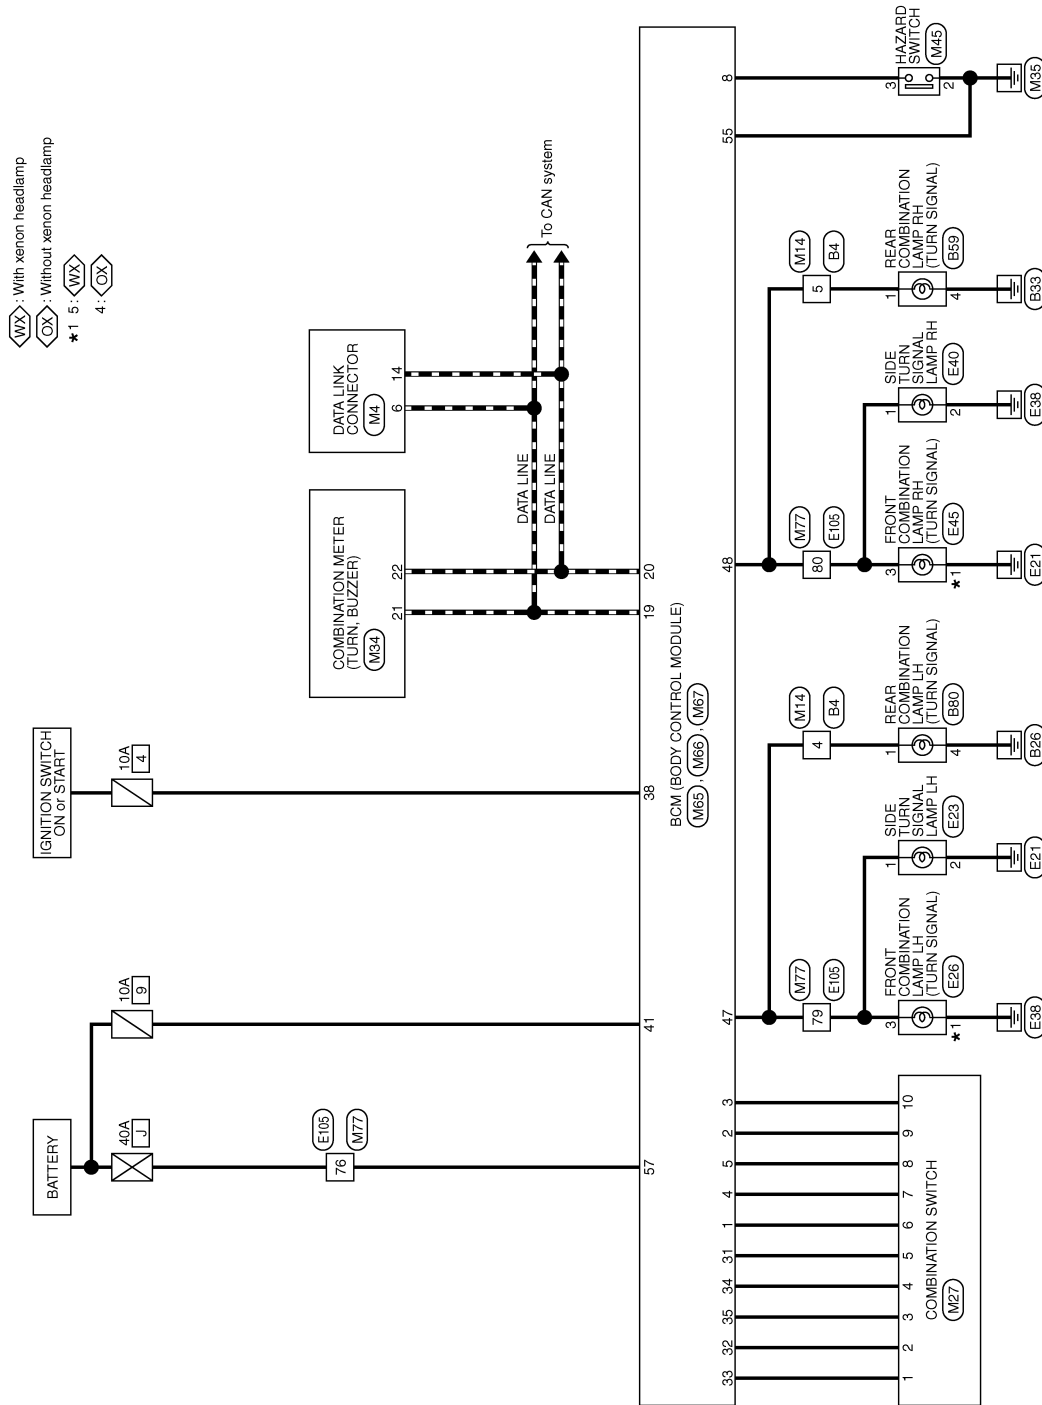 WX : With xenon headlamp
OX : Without xenon headlamp
*1 5: WX
4: OX
BATTERY
40A
J
10A
9
IGNITION SWITCH
ON or START
10A
4
E105
76
M77
COMBINATION METER
(TURN, BUZZER)
M34
21
22
DATA LINK
CONNECTOR
M4
6
14
DATA LINE
DATA LINE
To CAN system
57
41
38
19
20
BCM (BODY CONTROL MODULE)
M65 , M66 , M67
33
32
35
34
31
1
4
5
2
3
47
48
55
8
1
2
3
4
5
6
7
8
9
10
COMBINATION SWITCH
M27
M77
79
E105
3
FRONT
COMBINATION
LAMP LH
(TURN SIGNAL)
E26
*1
E38
1
SIDE
TURN
SIGNAL
LAMP LH
E23
2
E21
M14
4
B4
1
REAR
COMBINATION
LAMP LH
(TURN SIGNAL)
B80
4
B26
M77
80
E105
3
FRONT
COMBINATION
LAMP RH
(TURN SIGNAL)
E45
*1
E21
1
SIDE
TURN
SIGNAL
LAMP RH
E40
2
E38
M14
5
B4
1
REAR
COMBINATION
LAMP RH
(TURN SIGNAL)
B59
4
B33
3
HAZARD
SWITCH
M45
2
M35